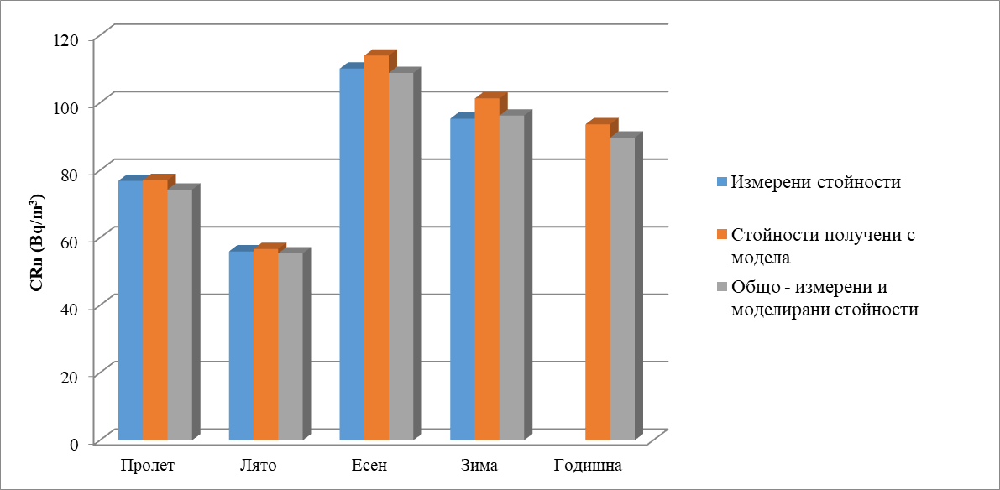 120
100
80
60
40
20
0
CRn (Bq/m³)
Пролет
Лято
Есен
Зима
Годишна
Измерени стойности
Стойности получени с
модела
Общо - измерени и
моделирани стойности